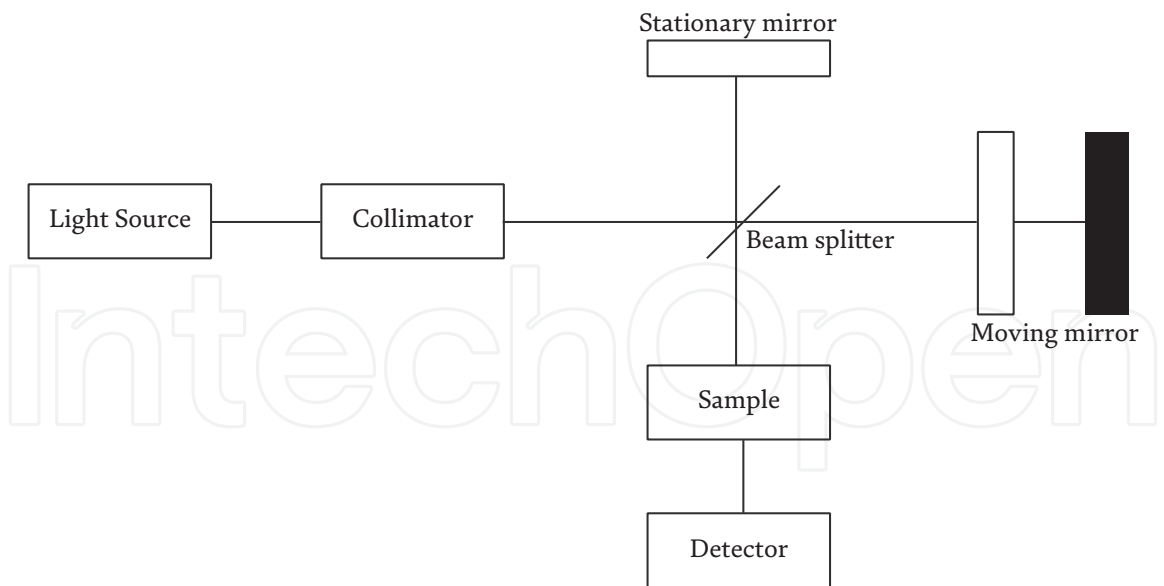 Stationary mirror
Light Source
Collimator
Beam splitter
Moving mirror
IntechOpen
Sample
Detector